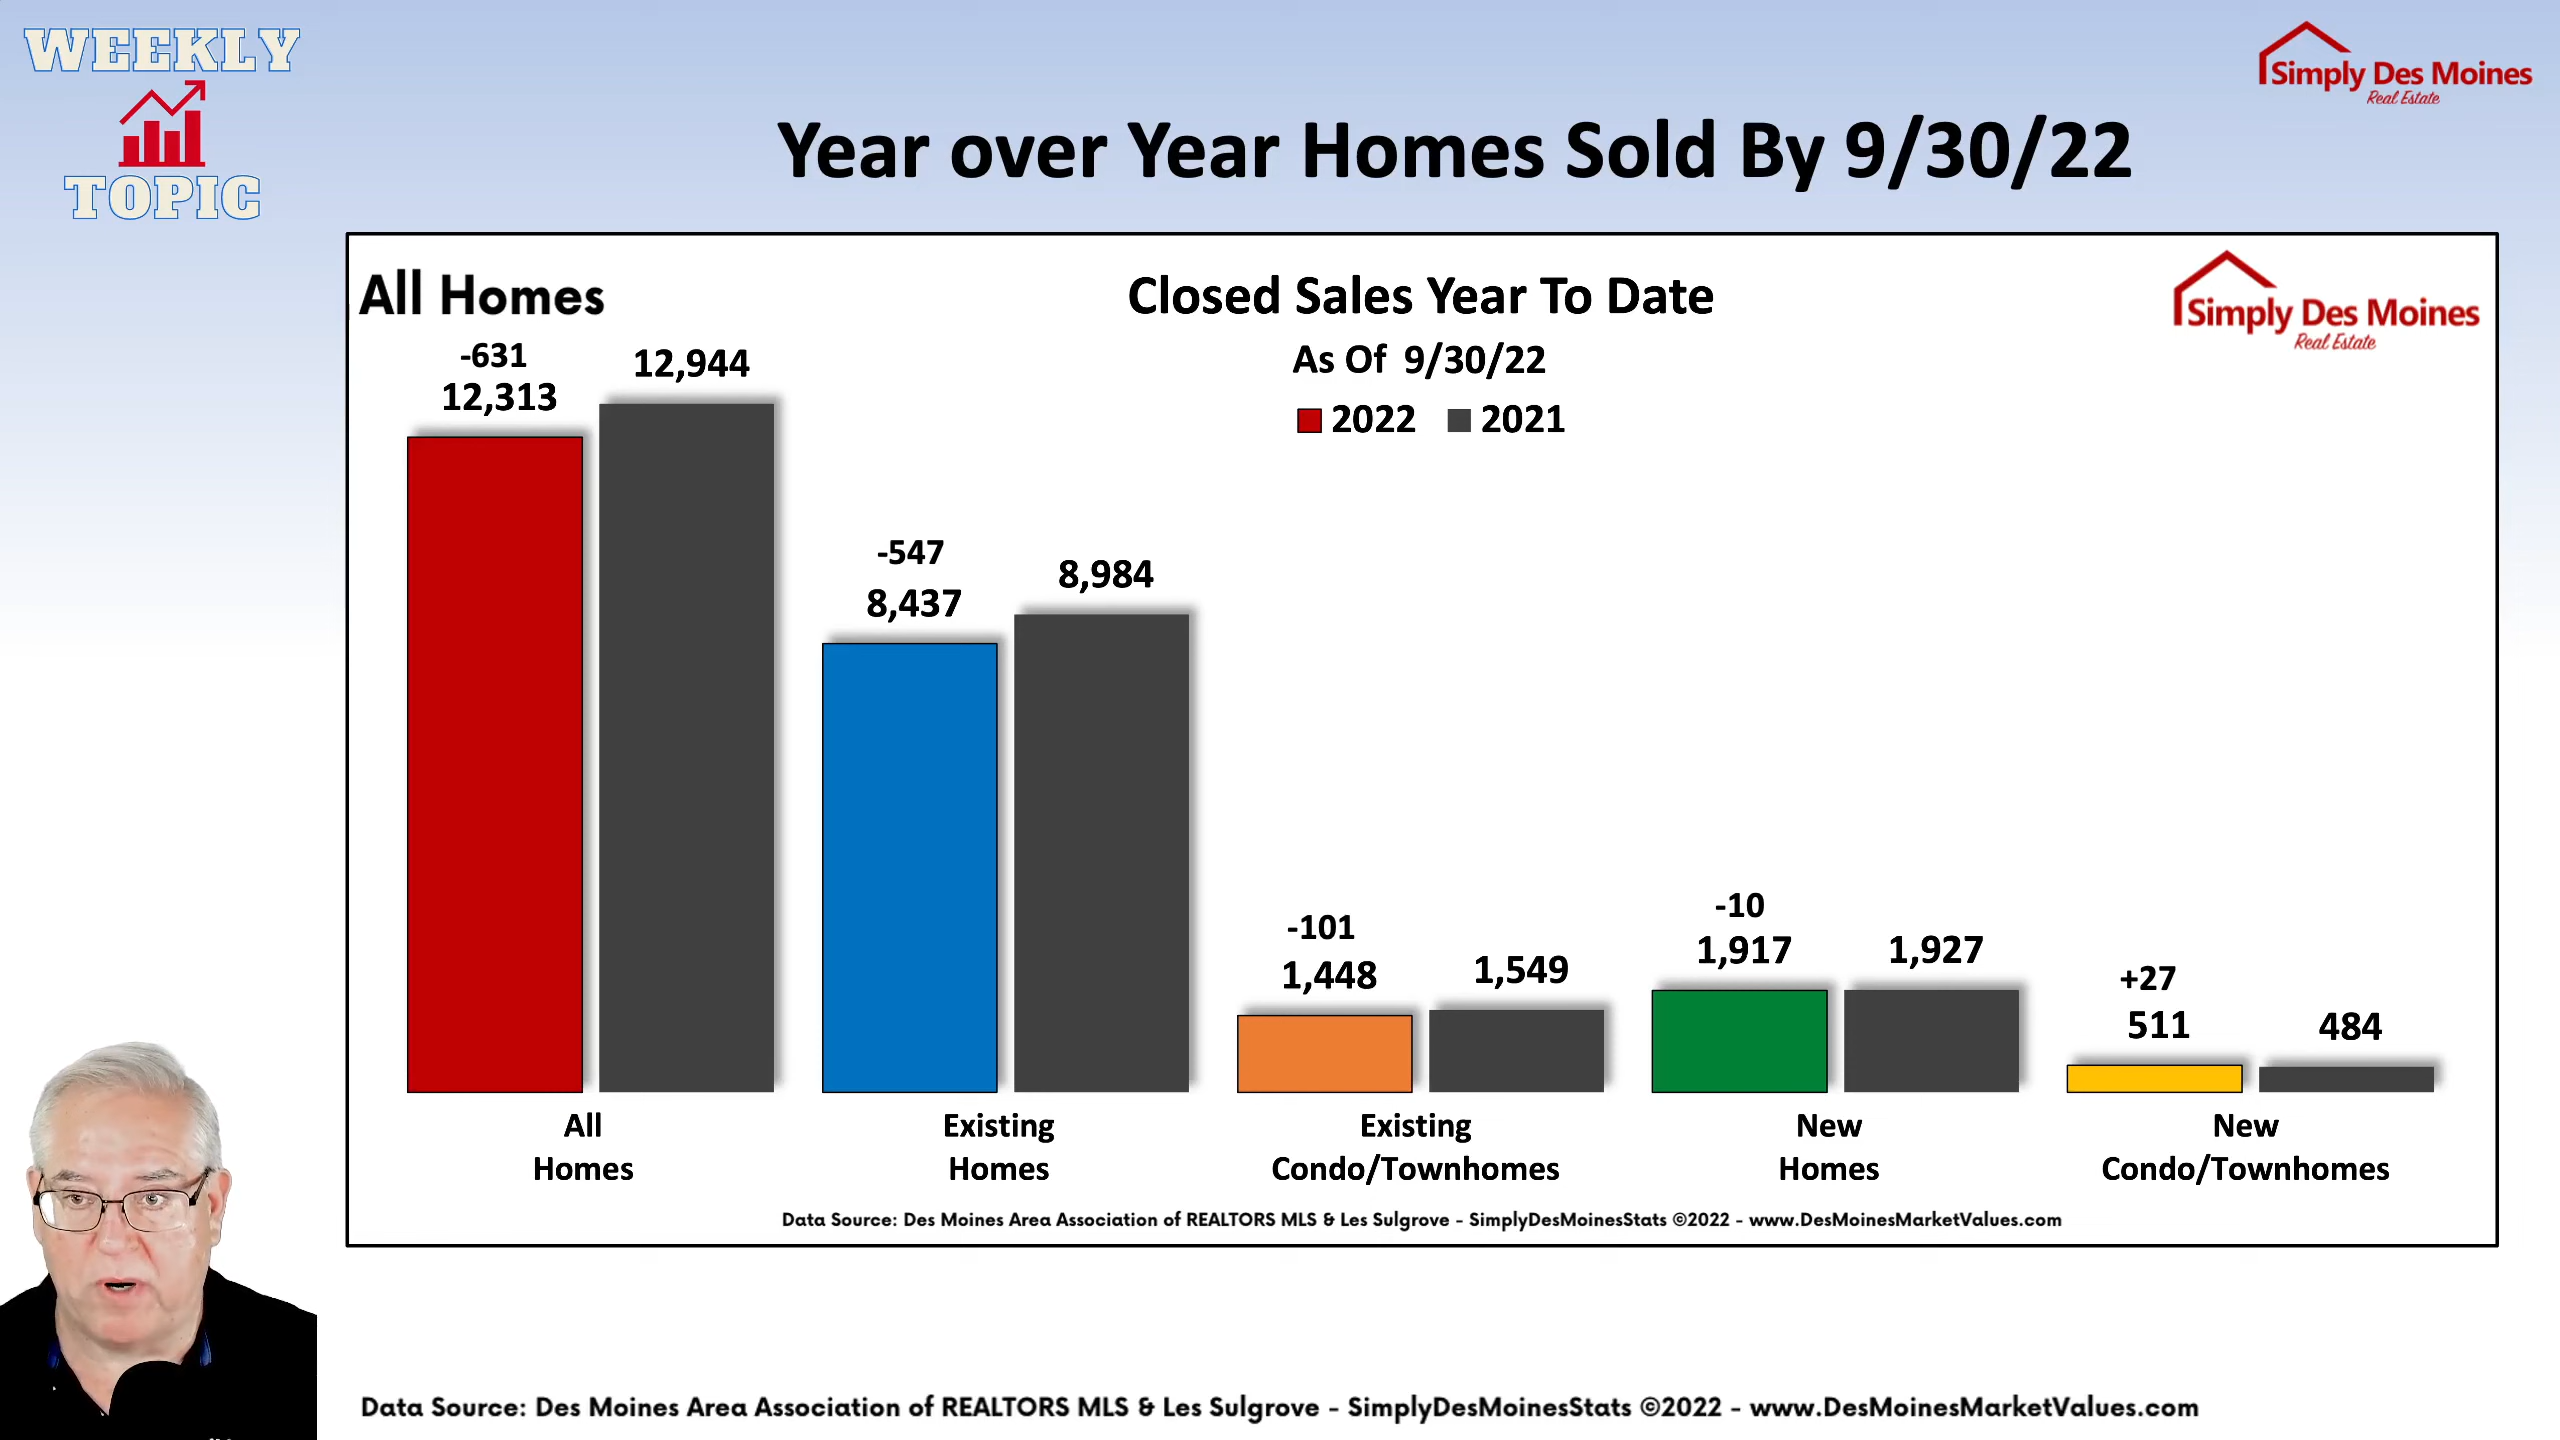 WEEKLY
TOPIC
Simply Des Moines
Real Estate
Year over Year Homes Sold By 9/30/22
All Homes
Closed Sales Year To Date
As Of 9/30/22
2022 2021
Simply Des Moines
Real Estate
-631
12,313
12,944
-547
8,437
8,984
-101
1,448
1,549
-10
1,917
1,927
+27
511
484
All
Homes
Existing
Homes
Existing
Condo/Townhomes
New
Homes
New
Condo/Townhomes
Data Source: Des Moines Area Association of REALTORS MLS & Les Sulgrove - SimplyDesMoinesStats ©2022 - www.DesMoinesMarketValues.com
Data Source: Des Moines Area Association of REALTORS MLS & Les Sulgrove - SimplyDesMoinesStats ©2022 - www.DesMoinesMarketValues.com